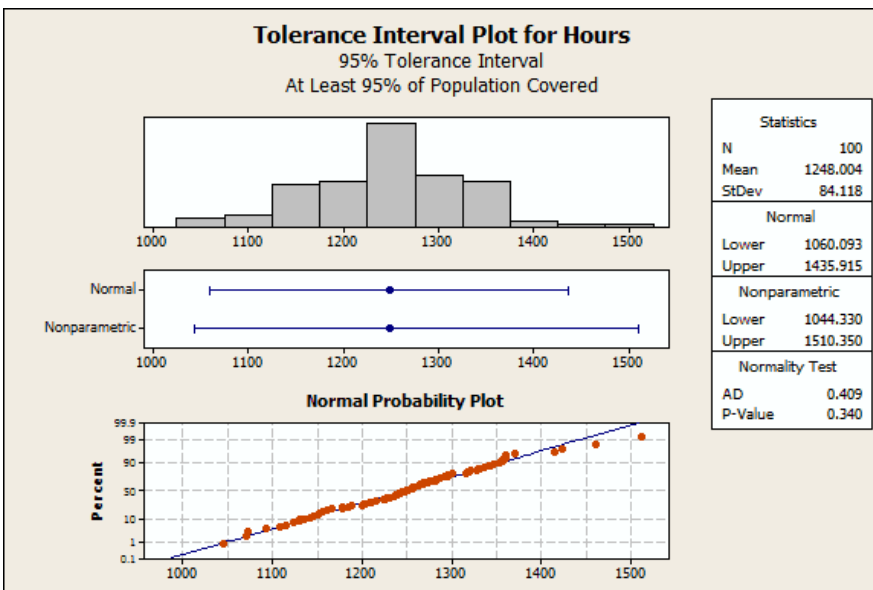 Tolerance Interval Plot for Hours
95% Tolerance Interval
At Least 95% of Population Covered
1000 1100 1200 1300 1400 1500
Normal
Nonparametric
1000 1100 1200 1300 1400 1500
Normal Probability Plot
Percent
99.9
99
90
50
10
1
0.1
1000 1100 1200 1300 1400 1500
Statistics
N 100
Mean 1248.004
StDev 84.118
Normal
Lower 1060.093
Upper 1435.915
Nonparametric
Lower 1044.330
Upper 1510.350
Normality Test
AD 0.409
P-Value 0.340